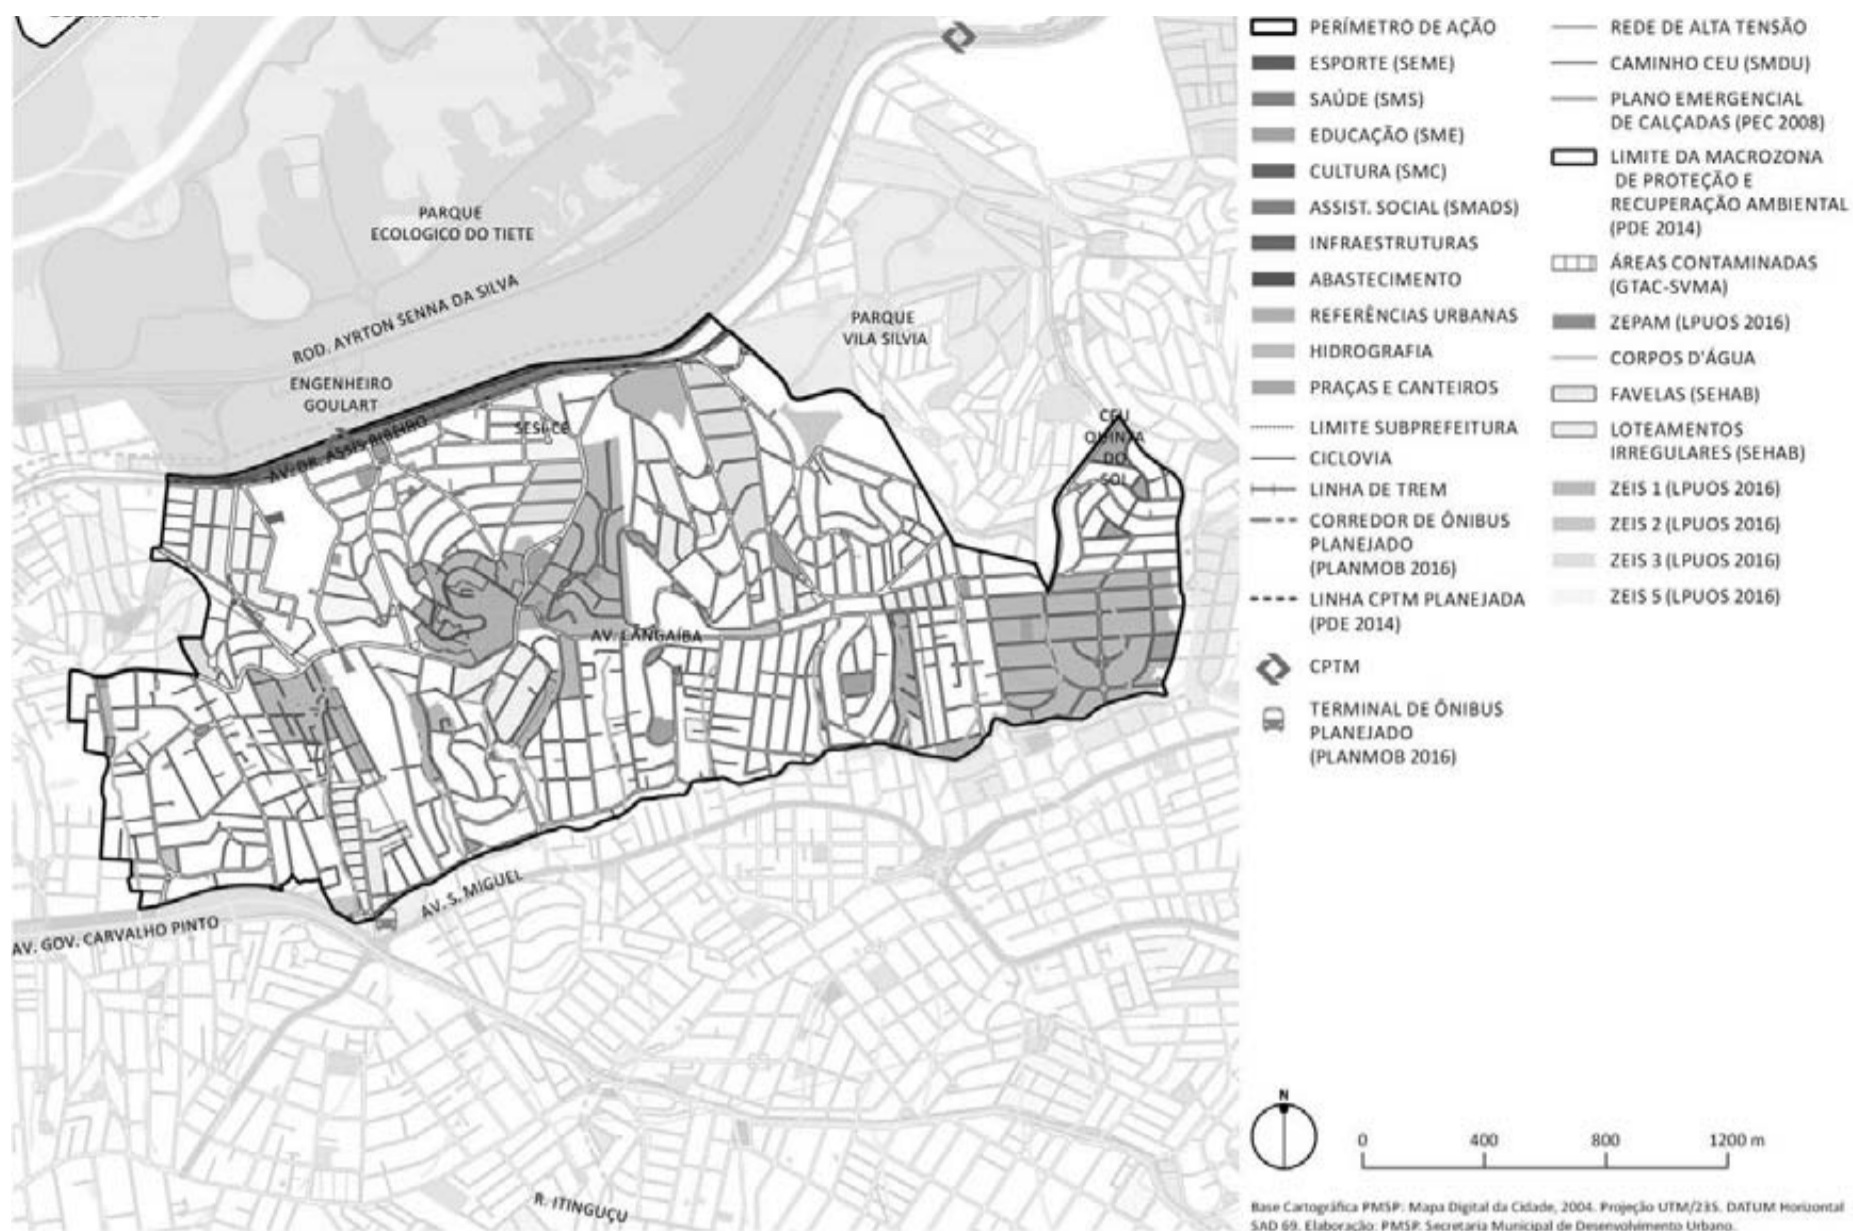 PARQUE
ECOLOGICO DO TIETE
ROD. AYRTON SENNA DA SILVA
PARQUE
VILA SILVIA
ENGENHEIRO
GOULART
AV. DR. ASSIS RIBEIRO
SESI-CE
CEU
QUINTA
DO
SOL
AV. LANGAÍBA
AV. S. MIGUEL
AV. GOV. CARVALHO PINTO
R. ITINGUÇU
PERÍMETRO DE AÇÃO
ESPORTE (SEME)
SAÚDE (SMS)
EDUCAÇÃO (SME)
CULTURA (SMC)
ASSIST. SOCIAL (SMADS)
INFRAESTRUTURAS
ABASTECIMENTO
REFERÊNCIAS URBANAS
HIDROGRAFIA
PRAÇAS E CANTEIROS
LIMITE SUBPREFEITURA
CICLOVIA
LINHA DE TREM
CORREDOR DE ÔNIBUS
PLANEJADO
(PLANMOB 2016)
LINHA CPTM PLANEJADA
(PDE 2014)
CPTM
TERMINAL DE ÔNIBUS
PLANEJADO
(PLANMOB 2016)
REDE DE ALTA TENSÃO
CAMINHO CEU (SMDU)
PLANO EMERGENCIAL
DE CALÇADAS (PEC 2008)
LIMITE DA MACROZONA
DE PROTEÇÃO E
RECUPERAÇÃO AMBIENTAL
(PDE 2014)
ÁREAS CONTAMINADAS
(GTAC-SVMA)
ZEPAM (LPUOS 2016)
CORPOS D'ÁGUA
FAVELAS (SEHAB)
LOTEAMENTOS
IRREGULARES (SEHAB)
ZEIS 1 (LPUOS 2016)
ZEIS 2 (LPUOS 2016)
ZEIS 3 (LPUOS 2016)
ZEIS 5 (LPUOS 2016)
N
0 400 800 1200 m
Base Cartográfica PMSP: Mapa Digital da Cidade, 2004. Projeção UTM/23S. DATUM Horizontal
SAD 69. Elaboração: PMSP. Secretaria Municipal de Desenvolvimento Urbano.